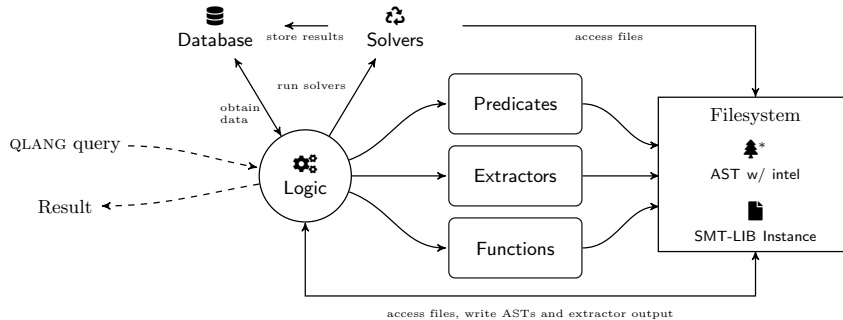 Database
store results
Solvers
access files
run solvers
obtain
data
Predicates
Filesystem
QLANG query
*
AST w/ intel
Logic
Extractors
Result
SMT-LIB Instance
Functions
access files, write ASTs and extractor output